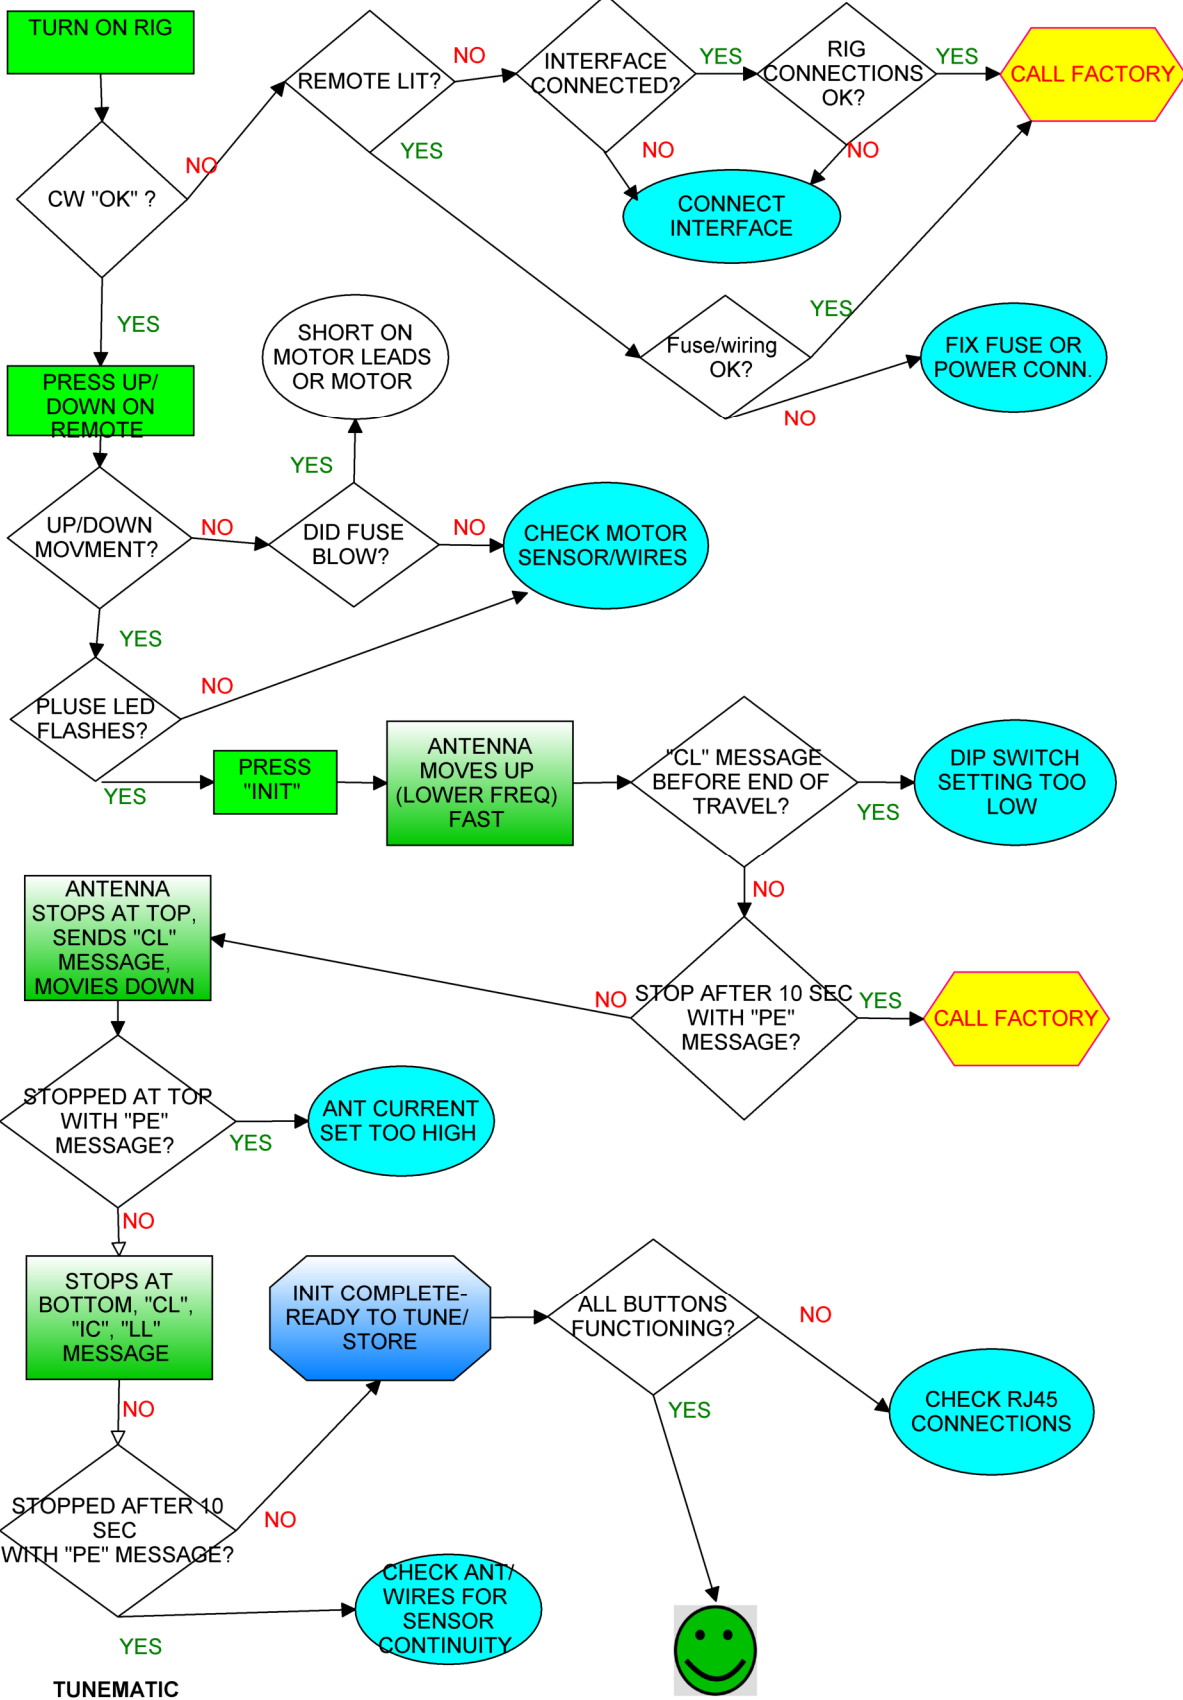 TURN ON RIG
REMOTE LIT?
NO
INTERFACE
CONNECTED?
YES
RIG
CONNECTIONS
OK?
YES
CALL FACTORY
CW "OK" ?
NO
YES
NO
NO
CONNECT
INTERFACE
YES
SHORT ON
MOTOR LEADS
OR MOTOR
Fuse/wiring
OK?
YES
NO
FIX FUSE OR
POWER CONN.
PRESS UP/
DOWN ON
REMOTE
YES
UP/DOWN
MOVMENT?
NO
DID FUSE
BLOW?
NO
CHECK MOTOR
SENSOR/WIRES
YES
PLUSE LED
FLASHES?
NO
YES
PRESS
"INIT"
ANTENNA
MOVES UP
(LOWER FREQ)
FAST
"CL" MESSAGE
BEFORE END OF
TRAVEL?
YES
DIP SWITCH
SETTING TOO
LOW
NO
ANTENNA
STOPS AT TOP,
SENDS "CL"
MESSAGE,
MOVIES DOWN
NO
STOP AFTER 10 SEC
WITH "PE"
MESSAGE?
YES
CALL FACTORY
STOPPED AT TOP
WITH "PE"
MESSAGE?
YES
ANT CURRENT
SET TOO HIGH
NO
STOPS AT
BOTTOM, "CL",
"IC", "LL"
MESSAGE
INIT COMPLETE-
READY TO TUNE/
STORE
ALL BUTTONS
FUNCTIONING?
NO
CHECK RJ45
CONNECTIONS
YES
NO
STOPPED AFTER 10
SEC
WITH "PE" MESSAGE?
NO
YES
CHECK ANT/
WIRES FOR
SENSOR
CONTINUITY
TUNEMATIC